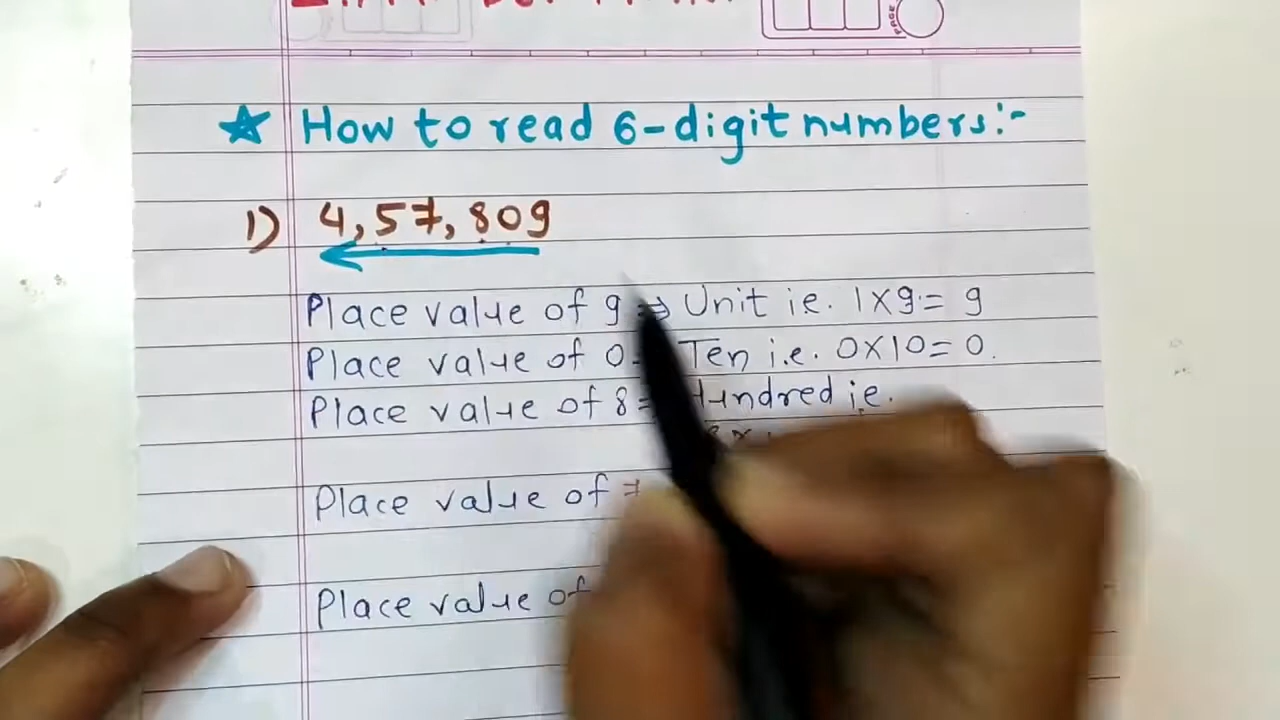 PAGE
★ How to read 6-digit numbers:-
1) 4,57,809
Place value of 9 ⇒ Unit ie. 1×9= 9
Place value of 0 Ten i.e. 0×10= 0.
Place value of 8 = Hundred i.e.
Place value of 7
Place value of